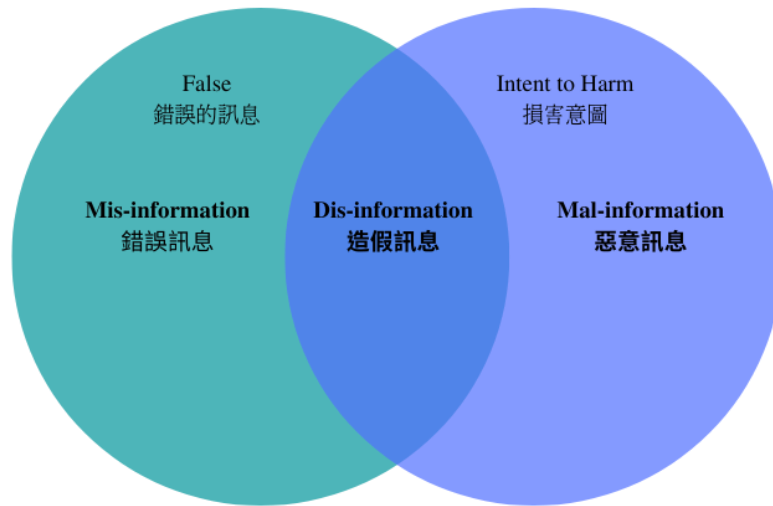 False
錯誤的訊息
Intent to Harm
損害意圖
Mis-information
錯誤訊息
Dis-information
造假訊息
Mal-information
惡意訊息